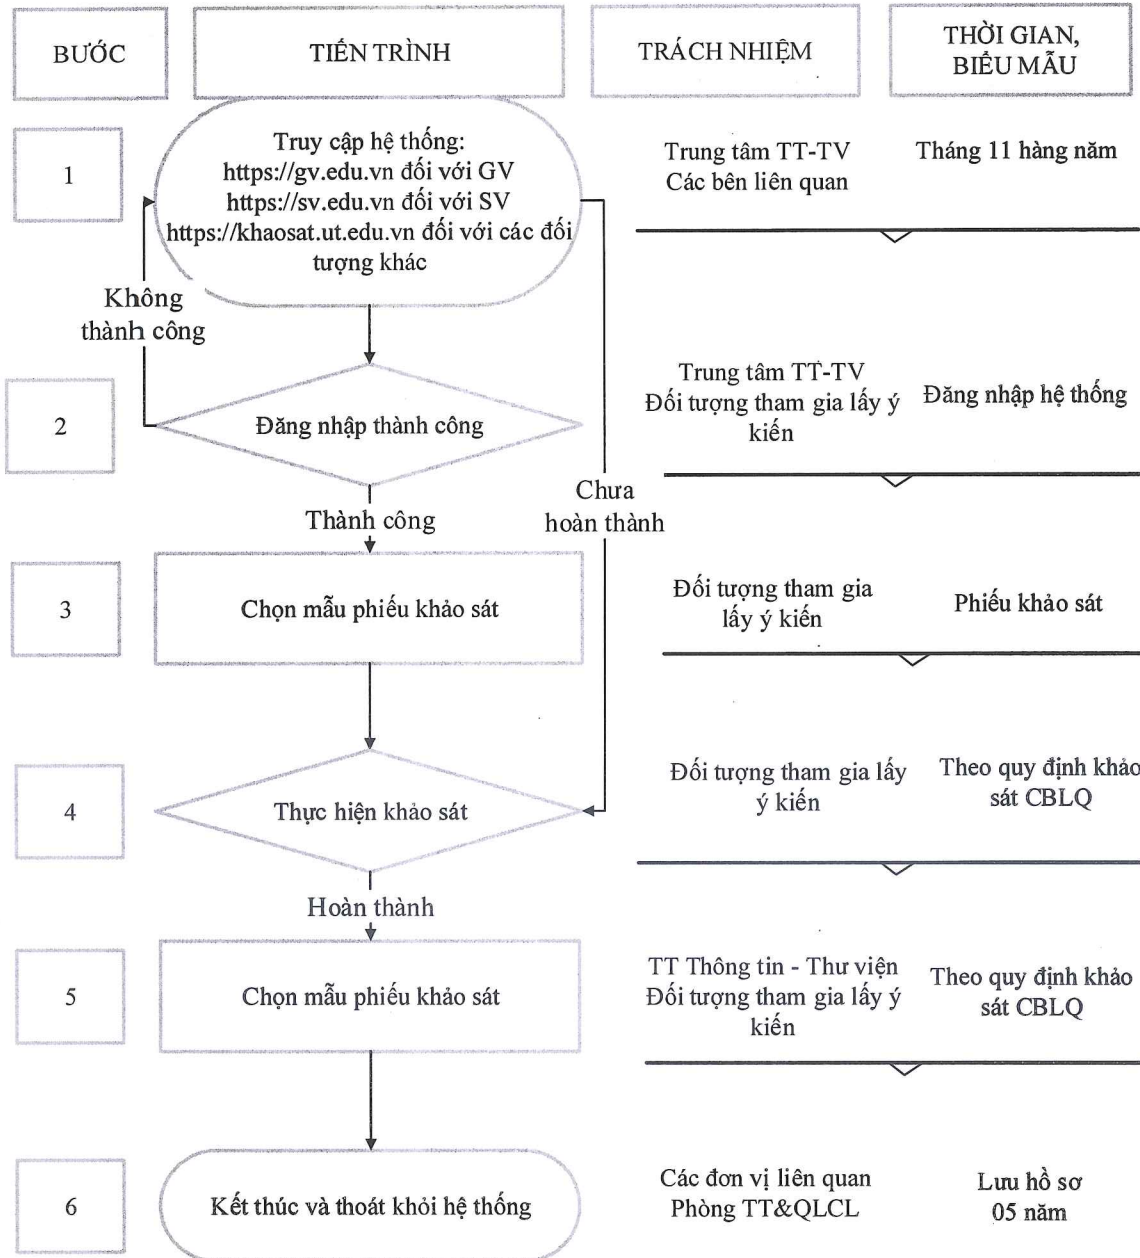 BƯỚC
TIẾN TRÌNH
TRÁCH NHIỆM
THỜI GIAN,
BIỂU MẪU
1
Truy cập hệ thống:
https://gv.edu.vn đối với GV
https://sv.edu.vn đối với SV
https://khaosat.ut.edu.vn đối với các đối
tượng khác
Trung tâm TT-TV
Các bên liên quan
Tháng 11 hàng năm
Không
thành công
2
Đăng nhập thành công
Trung tâm TT-TV
Đối tượng tham gia lấy ý
kiến
Đăng nhập hệ thống
Thành công
Chưa
hoàn thành
3
Chọn mẫu phiếu khảo sát
Đối tượng tham gia
lấy ý kiến
Phiếu khảo sát
4
Thực hiện khảo sát
Đối tượng tham gia lấy
ý kiến
Theo quy định khảo
sát CBLQ
Hoàn thành
5
Chọn mẫu phiếu khảo sát
TT Thông tin - Thư viện
Đối tượng tham gia lấy ý
kiến
Theo quy định khảo
sát CBLQ
6
Kết thúc và thoát khỏi hệ thống
Các đơn vị liên quan
Phòng TT&QLCL
Lưu hồ sơ
05 năm